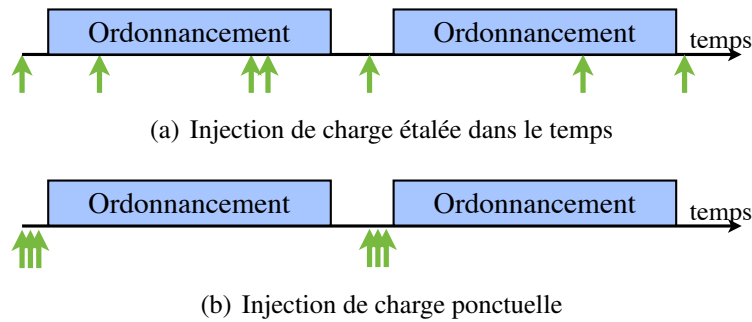 Ordonnancement Ordonnancement temps
(a) Injection de charge étalée dans le temps
Ordonnancement Ordonnancement temps
(b) Injection de charge ponctuelle